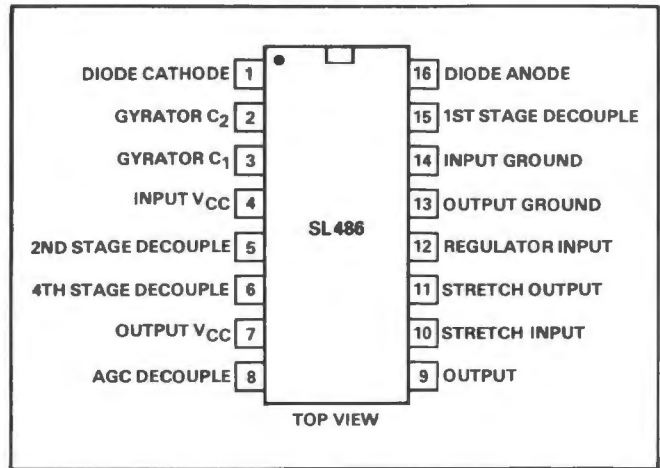 DIODE CATHODE 1
GYRATOR C2 2
GYRATOR C1 3
INPUT VCC 4
2ND STAGE DECOUPLE 5
4TH STAGE DECOUPLE 6
OUTPUT VCC 7
AGC DECOUPLE 8
SL486
16 DIODE ANODE
15 1ST STAGE DECOUPLE
14 INPUT GROUND
13 OUTPUT GROUND
12 REGULATOR INPUT
11 STRETCH OUTPUT
10 STRETCH INPUT
9 OUTPUT
TOP VIEW